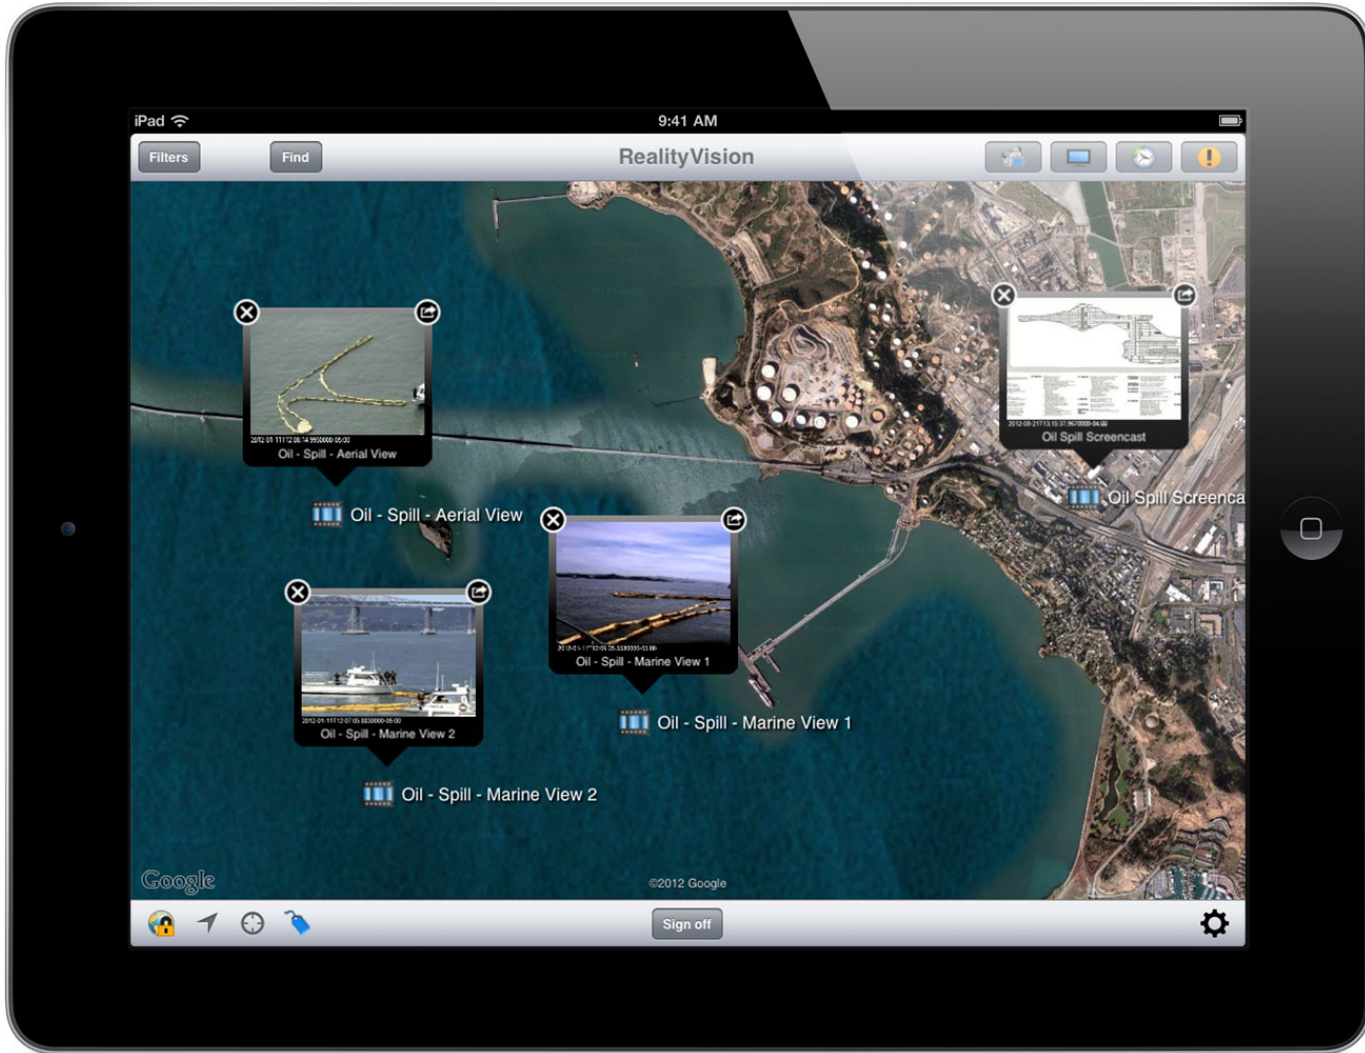 iPad
9:41 AM
Filters
Find
RealityVision
Oil - Spill - Aerial View
Oil Spill Screencast
Oil Spill Screenca
Oil - Spill - Aerial View
Oil - Spill - Marine View 1
Oil - Spill - Marine View 2
Oil - Spill - Marine View 1
Oil - Spill - Marine View 2
Google
©2012 Google
Sign off